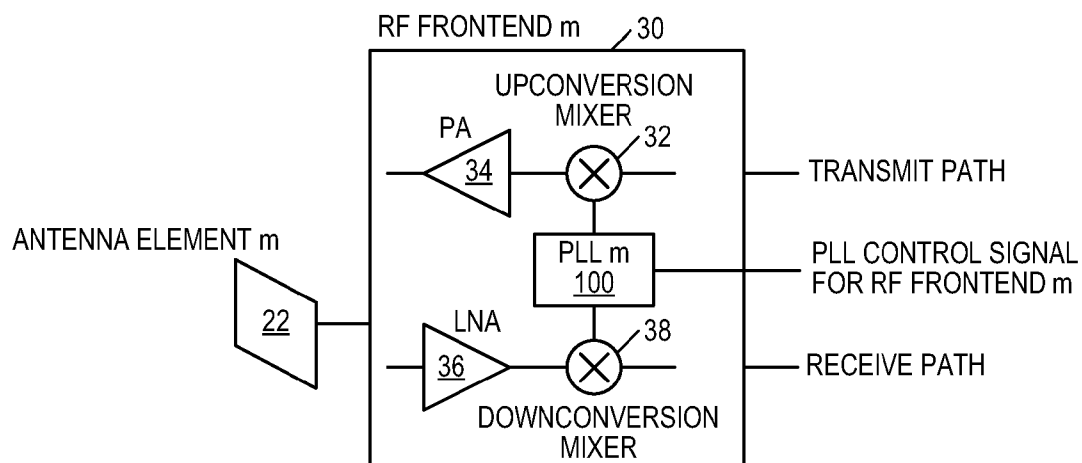 RF FRONTEND m
30
UPCONVERSION
MIXER
PA
32
34
TRANSMIT PATH
ANTENNA ELEMENT m
PLL m
100
PLL CONTROL SIGNAL
FOR RF FRONTEND m
22
LNA
38
36
RECEIVE PATH
DOWNCONVERSION
MIXER